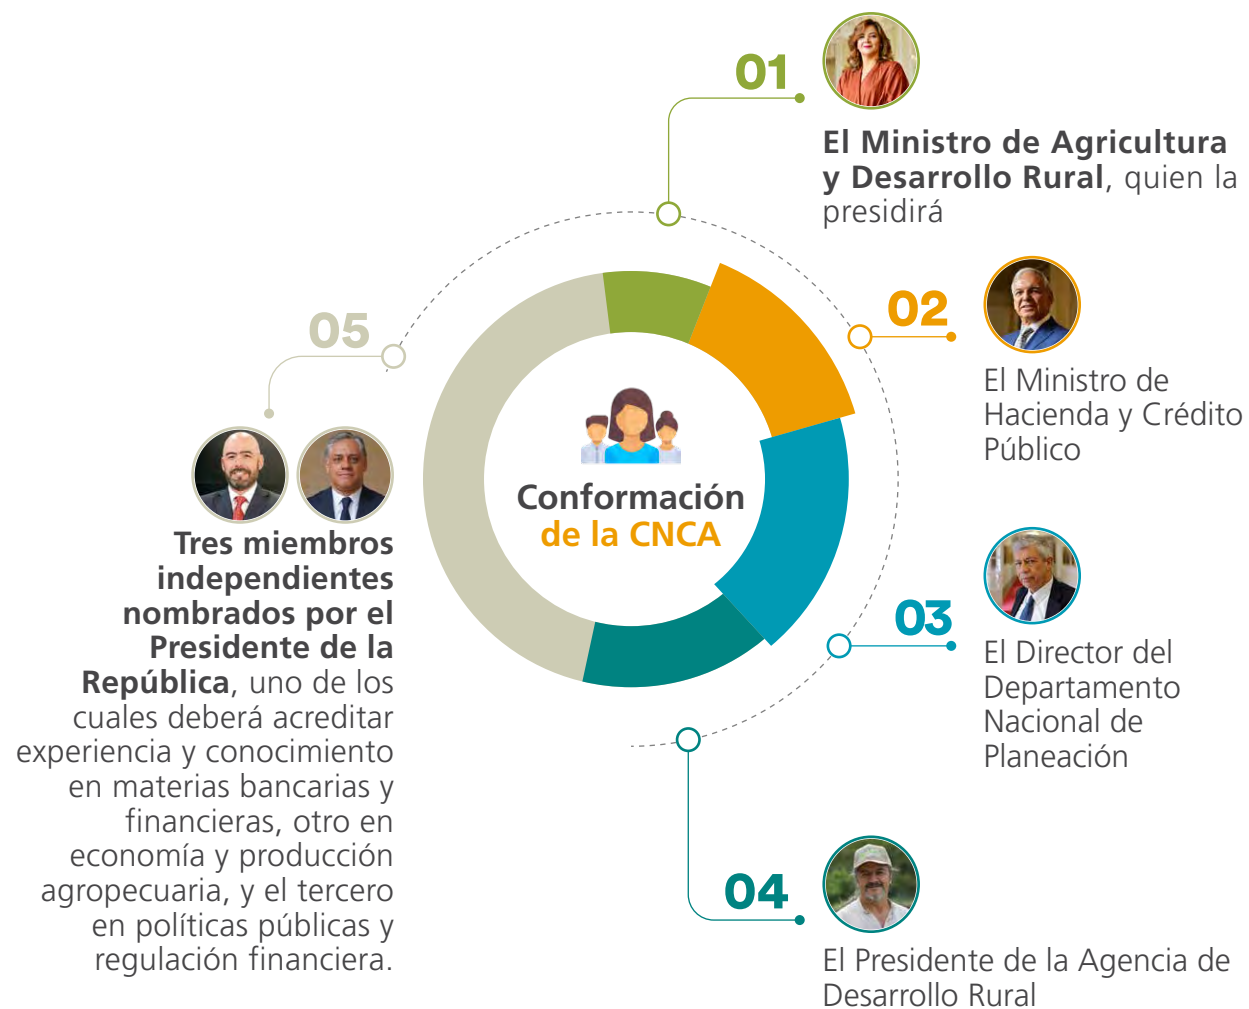 01
El Ministro de Agricultura
y Desarrollo Rural, quien la
presidirá
02
El Ministro de
Hacienda y Crédito
Público
03
El Director del
Departamento
Nacional de
Planeación
04
El Presidente de la Agencia de
Desarrollo Rural
05
Tres miembros
independientes
nombrados por el
Presidente de la
República, uno de los
cuales deberá acreditar
experiencia y conocimiento
en materias bancarias y
financieras, otro en
economía y producción
agropecuaria, y el tercero
en políticas públicas y
regulación financiera.
Conformación
de la CNCA